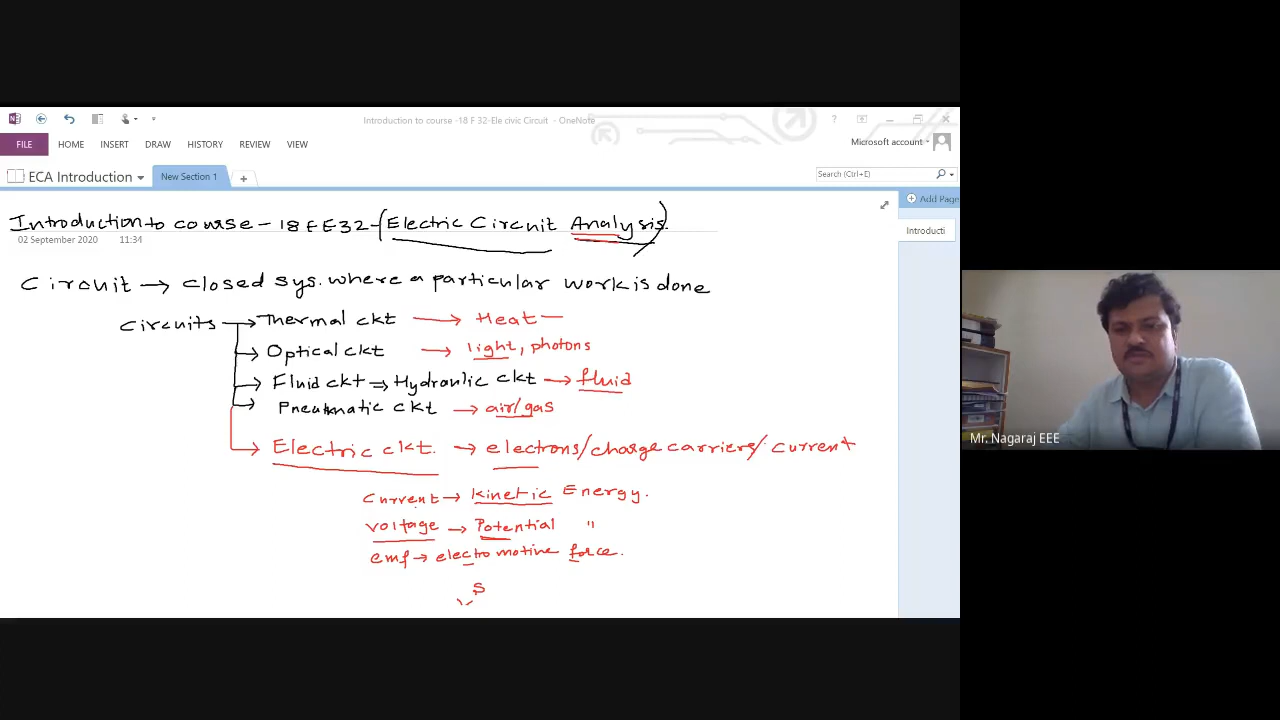 Introduction to course -18 F 32-Ele civic Circuit - OneNote
FILE HOME INSERT DRAW HISTORY REVIEW VIEW
Microsoft account
ECA Introduction New Section 1
Search (Ctrl+E)
Add Page
Introduction to course - 18EE32 - (Electric Circuit Analysis)
Introducti
02 September 2020 11:34
Circuit → closed sys. where a particular work is done
Circuits → Thermal ckt → Heat —
→ Optical ckt → light, photons
→ Fluid ckt ⇒ Hydraulic ckt → fluid
→ Pneumatic ckt → air/gas
→ Electric ckt. → electrons/charge carriers/current
Mr. Nagaraj EEE
Current → kinetic Energy.
voltage → Potential "
emf → electro motive force.
S